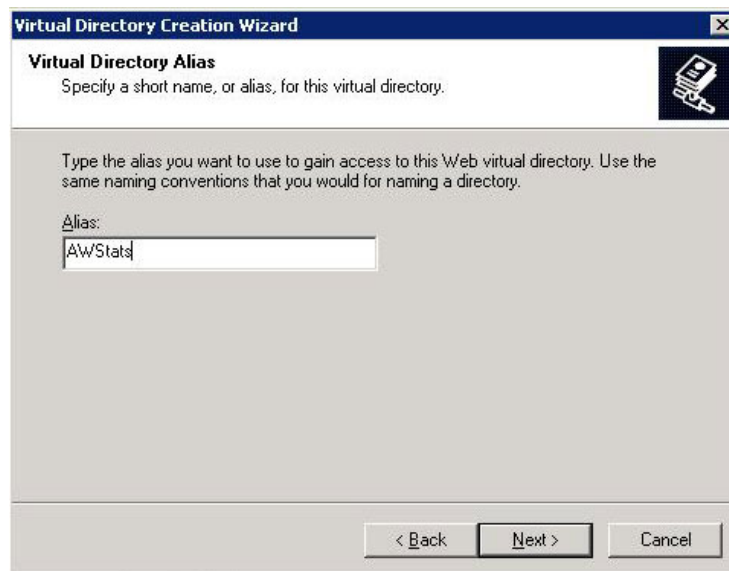 Virtual Directory Creation Wizard
Virtual Directory Alias
Specify a short name, or alias, for this virtual directory.
Type the alias you want to use to gain access to this Web virtual directory. Use the
same naming conventions that you would for naming a directory.
Alias:
AWStats
< Back Next > Cancel